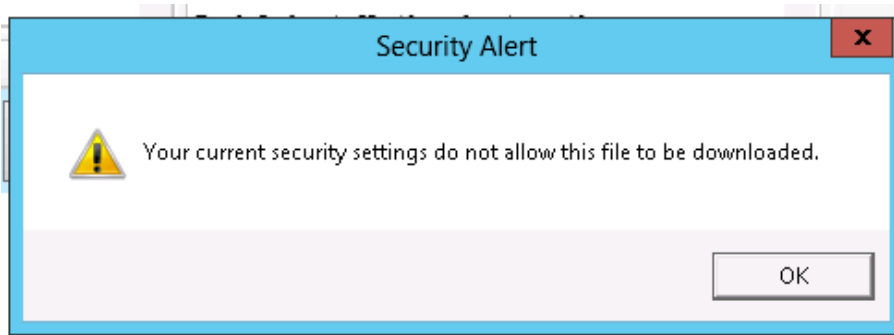 Security Alert
x
Your current security settings do not allow this file to be downloaded.
OK